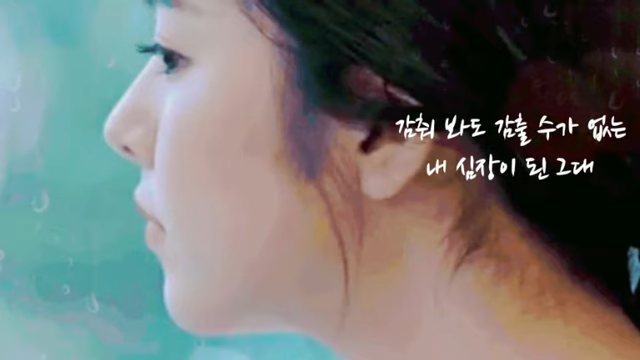 감춰 봐도 감출 수가 없는
내 심장이 된 그대